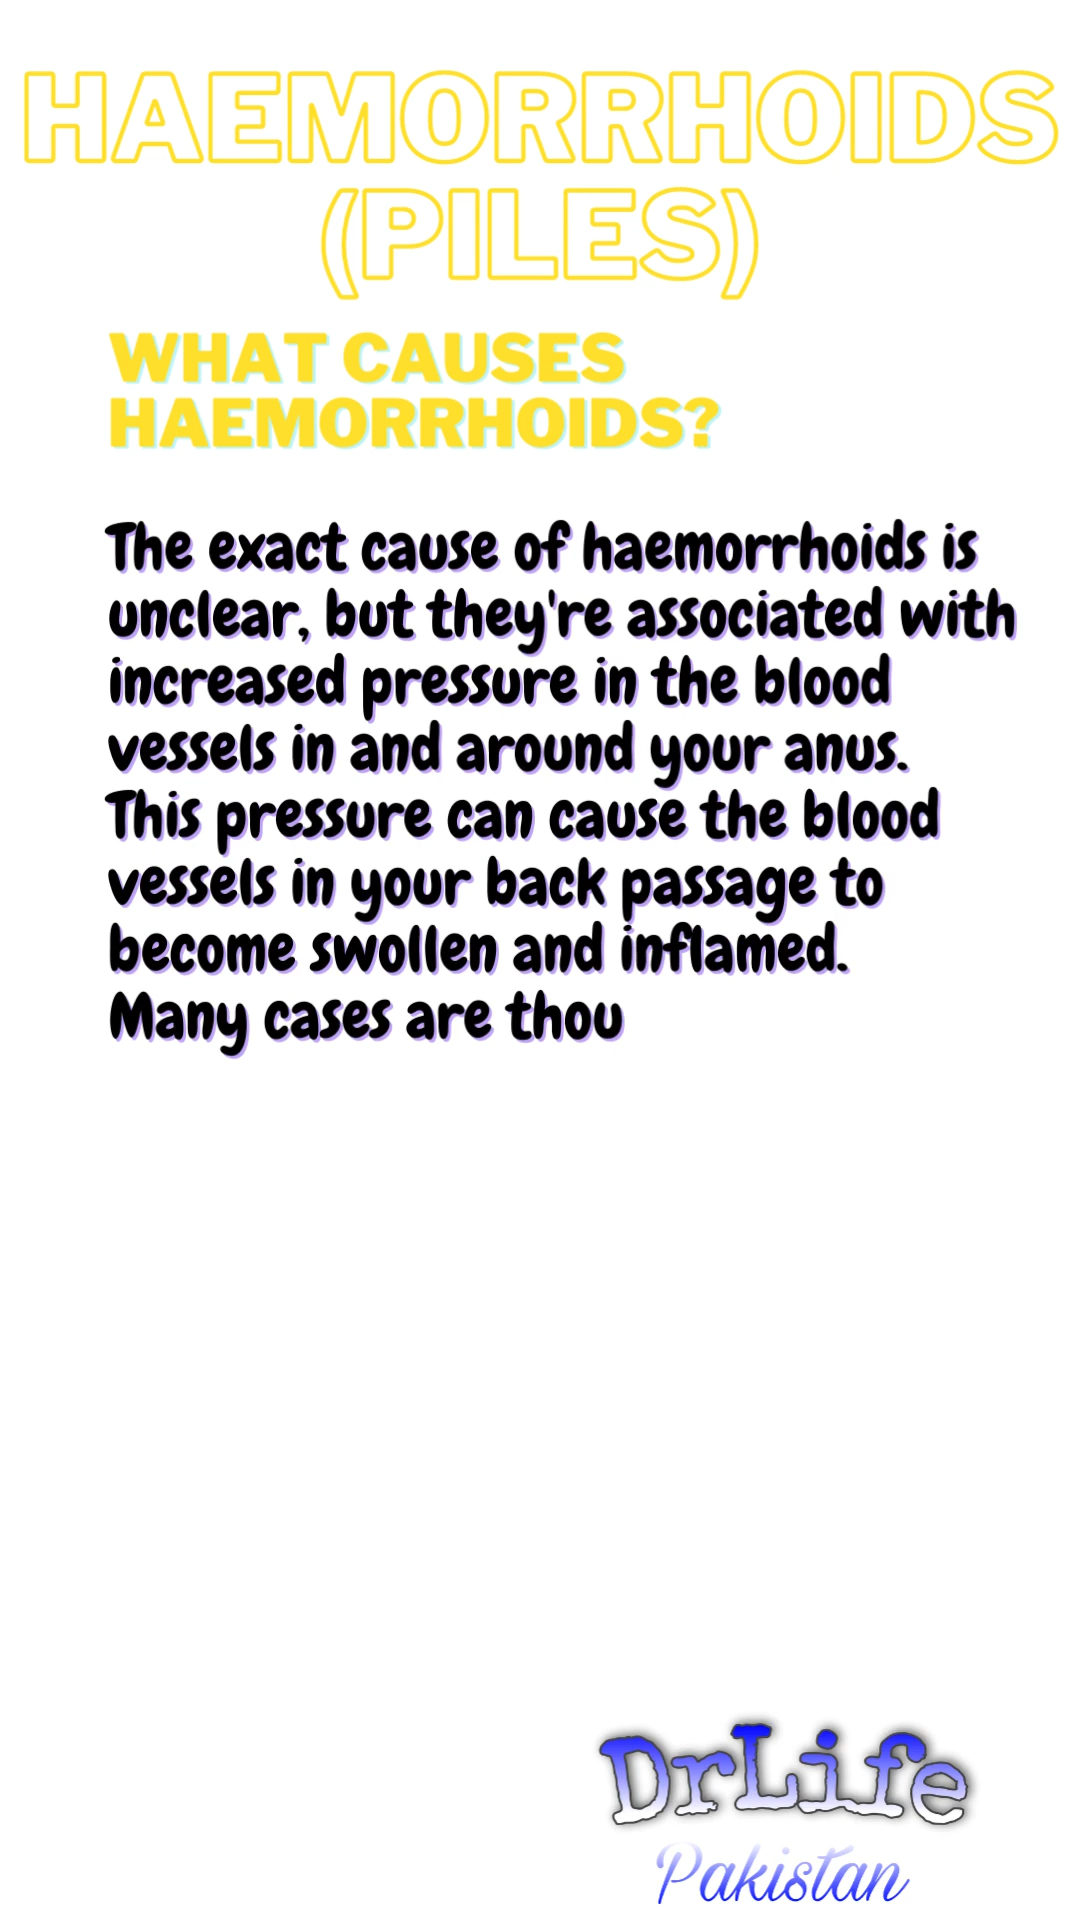 HAEMORRHOIDS
(PILES)
WHAT CAUSES
HAEMORRHOIDS?
The exact cause of haemorrhoids is
unclear, but they're associated with
increased pressure in the blood
vessels in and around your anus.
This pressure can cause the blood
vessels in your back passage to
become swollen and inflamed.
Many cases are thou
DrLife
Pakistan